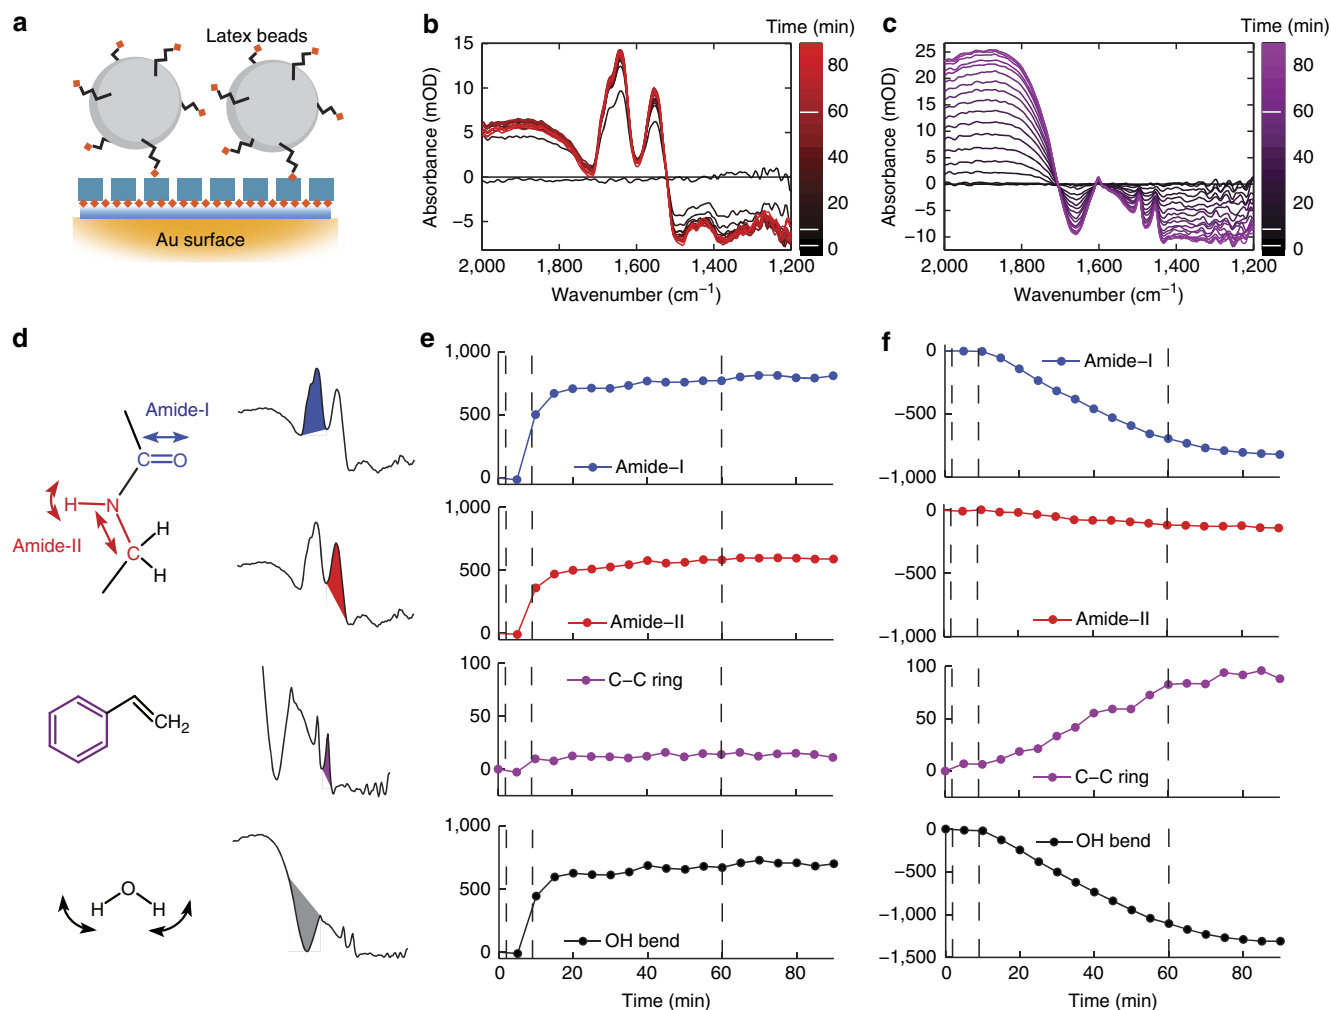 a
Latex beads
Au surface
b
Time (min)
Absorbance (mOD)
15
10
5
0
−5
2,000
1,800
1,600
1,400
1,200
Wavenumber (cm−1)
80
60
40
20
0
c
Time (min)
Absorbance (mOD)
25
20
15
10
5
0
−5
−10
2,000
1,800
1,600
1,400
1,200
Wavenumber (cm−1)
80
60
40
20
0
d
Amide-I
C=O
H N
Amide-II
C H
H
CH2
O
H H
e
1,000
500
0
Amide−I
1,000
500
0
Amide−II
100
50
0
C−C ring
1,000
500
0
OH bend
0 20 40 60 80
Time (min)
f
0
−500
−1,000
Amide−I
0
−500
−1,000
Amide−II
100
50
0
C−C ring
0
−500
−1,000
−1,500
OH bend
0 20 40 60 80
Time (min)